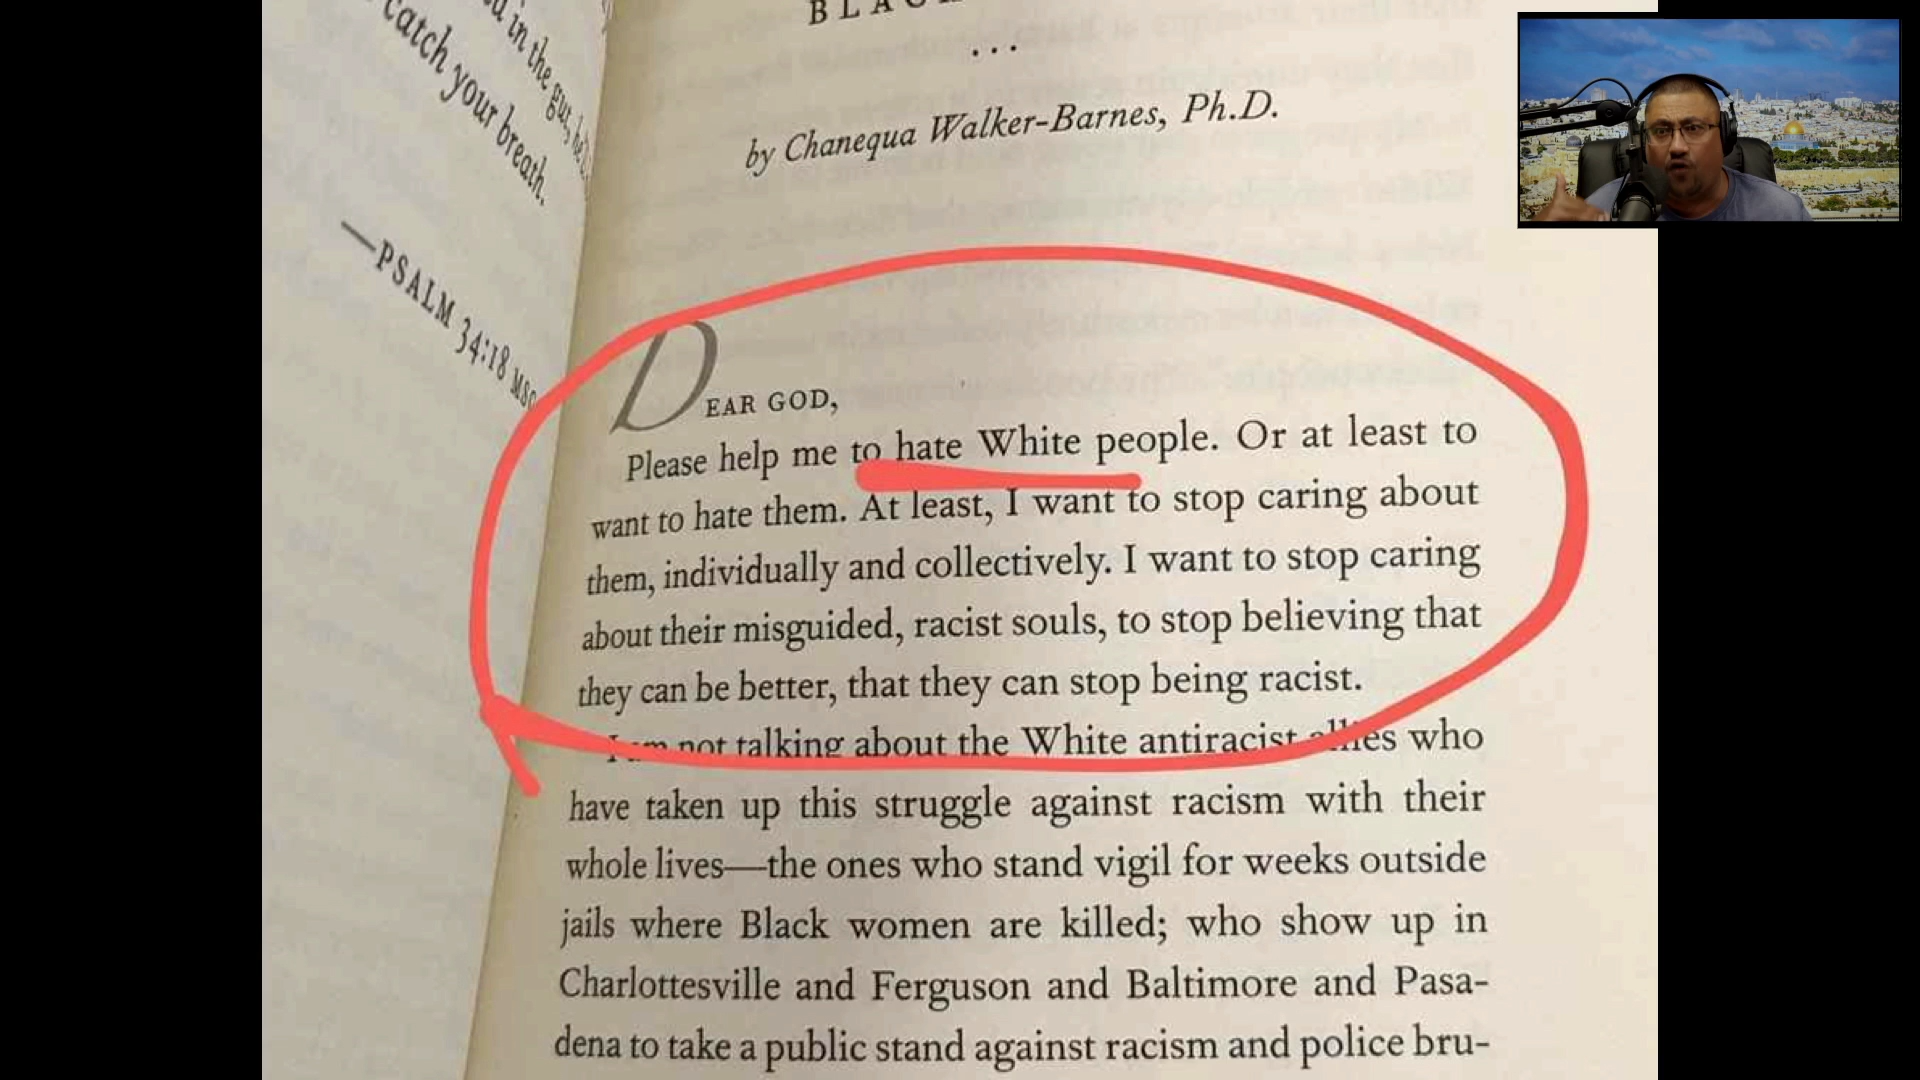 in the gut,
catch your breath.
—PSALM 34:18
• • •
by Chanequa Walker-Barnes, Ph.D.
DEAR GOD,
Please help me to hate White people. Or at least to
want to hate them. At least, I want to stop caring about
them, individually and collectively. I want to stop caring
about their misguided, racist souls, to stop believing that
they can be better, that they can stop being racist.
I am not talking about the White antiracist allies who
have taken up this struggle against racism with their
whole lives—the ones who stand vigil for weeks outside
jails where Black women are killed; who show up in
Charlottesville and Ferguson and Baltimore and Pasa-
dena to take a public stand against racism and police bru-